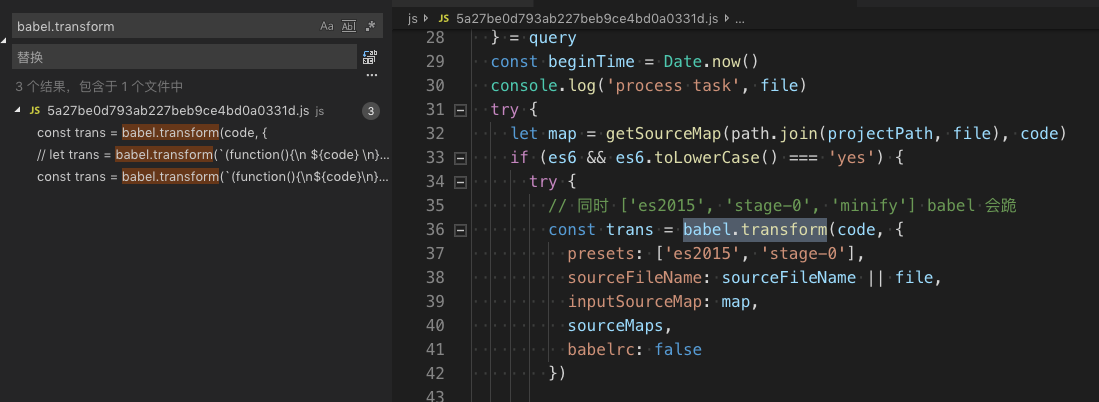 babel.transform
Aa Abl .*
替换
3 个结果，包含于 1 个文件中
JS 5a27be0d793ab227beb9ce4bd0a0331d.js js 3
const trans = babel.transform(code, {
// let trans = babel.transform(`(function(){\n ${code} \n}...
const trans = babel.transform(`(function(){\n${code}\n}...
js JS 5a27be0d793ab227beb9ce4bd0a0331d.js ...
28 } = query
29 const beginTime = Date.now()
30 console.log('process task', file)
31 try {
32 let map = getSourceMap(path.join(projectPath, file), code)
33 if (es6 && es6.toLowerCase() === 'yes') {
34 try {
35 // 同时 ['es2015', 'stage-0', 'minify'] babel 会跪
36 const trans = babel.transform(code, {
37 presets: ['es2015', 'stage-0'],
38 sourceFileName: sourceFileName || file,
39 inputSourceMap: map,
40 sourceMaps,
41 babelrc: false
42 })
43